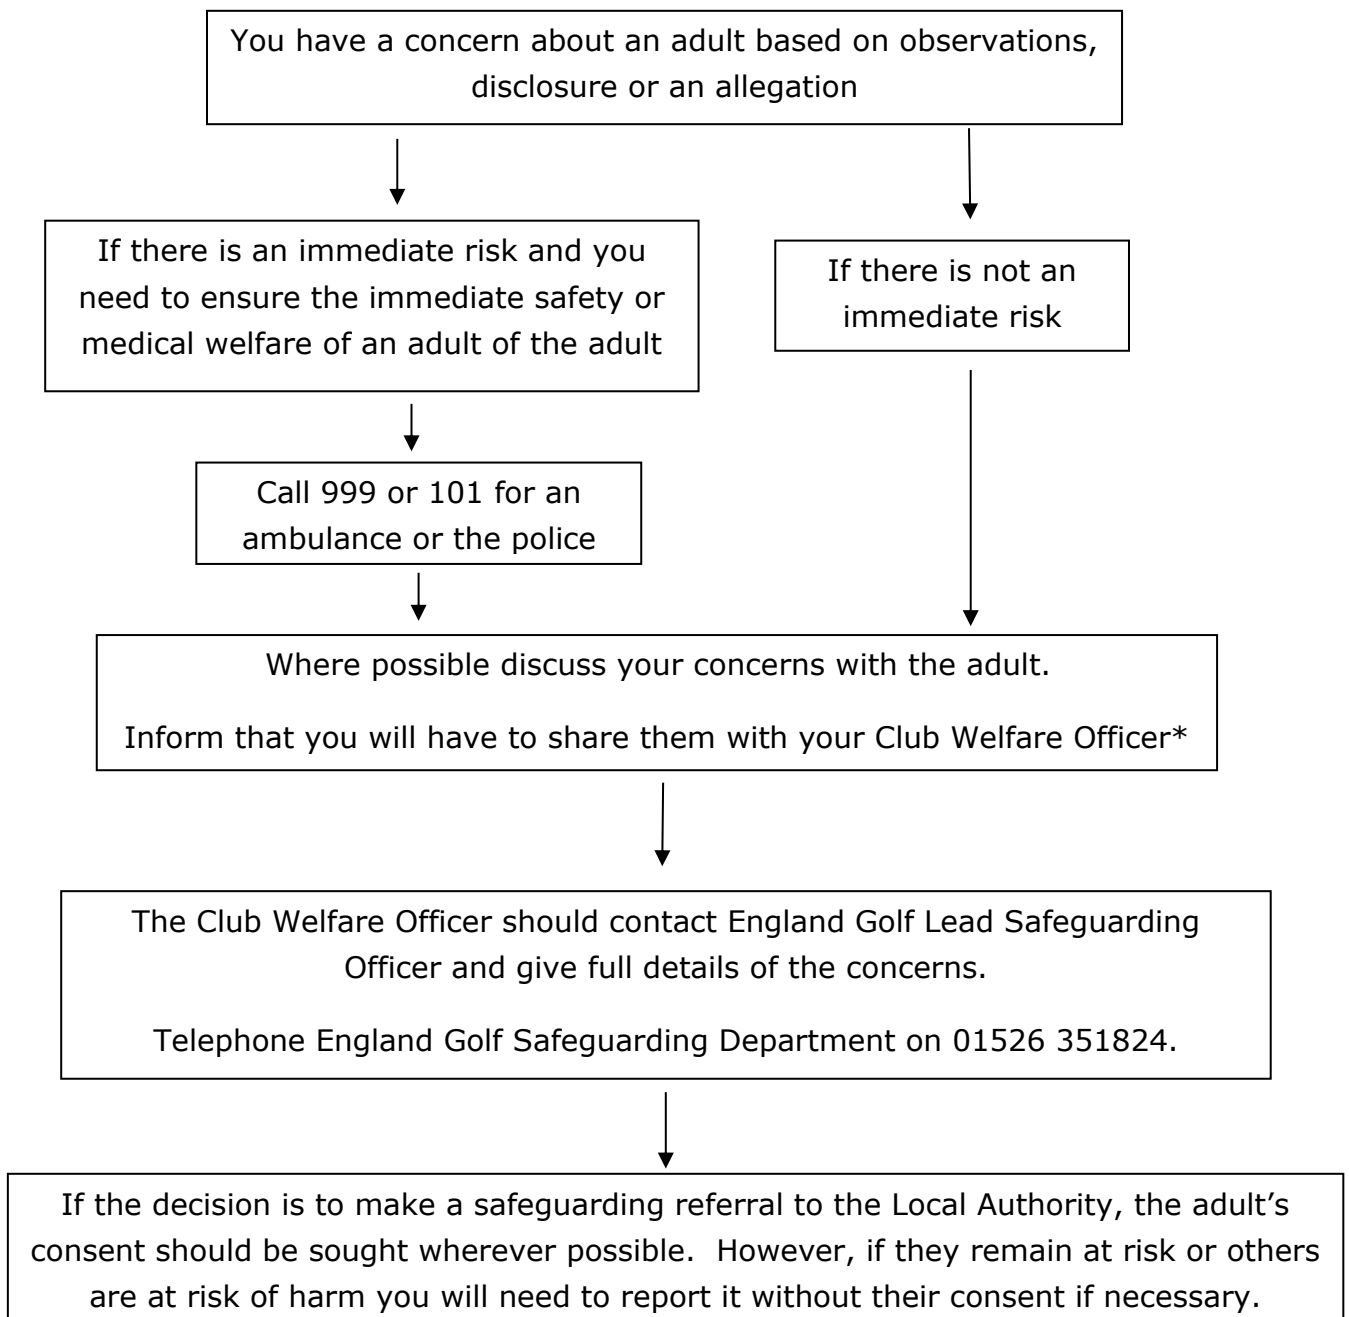 You have a concern about an adult based on observations,
disclosure or an allegation
If there is an immediate risk and you
need to ensure the immediate safety or
medical welfare of an adult of the adult
If there is not an
immediate risk
Call 999 or 101 for an
ambulance or the police
Where possible discuss your concerns with the adult.
Inform that you will have to share them with your Club Welfare Officer*
The Club Welfare Officer should contact England Golf Lead Safeguarding
Officer and give full details of the concerns.
Telephone England Golf Safeguarding Department on 01526 351824.
If the decision is to make a safeguarding referral to the Local Authority, the adult’s
consent should be sought wherever possible.  However, if they remain at risk or others
are at risk of harm you will need to report it without their consent if necessary.